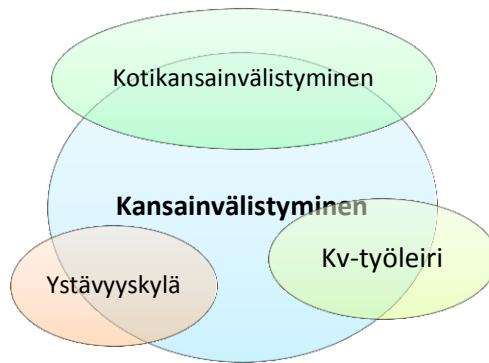 Kotikansainvälistyminen
Kansainvälistyminen
Kv-työleiri
Ystävyyskylä